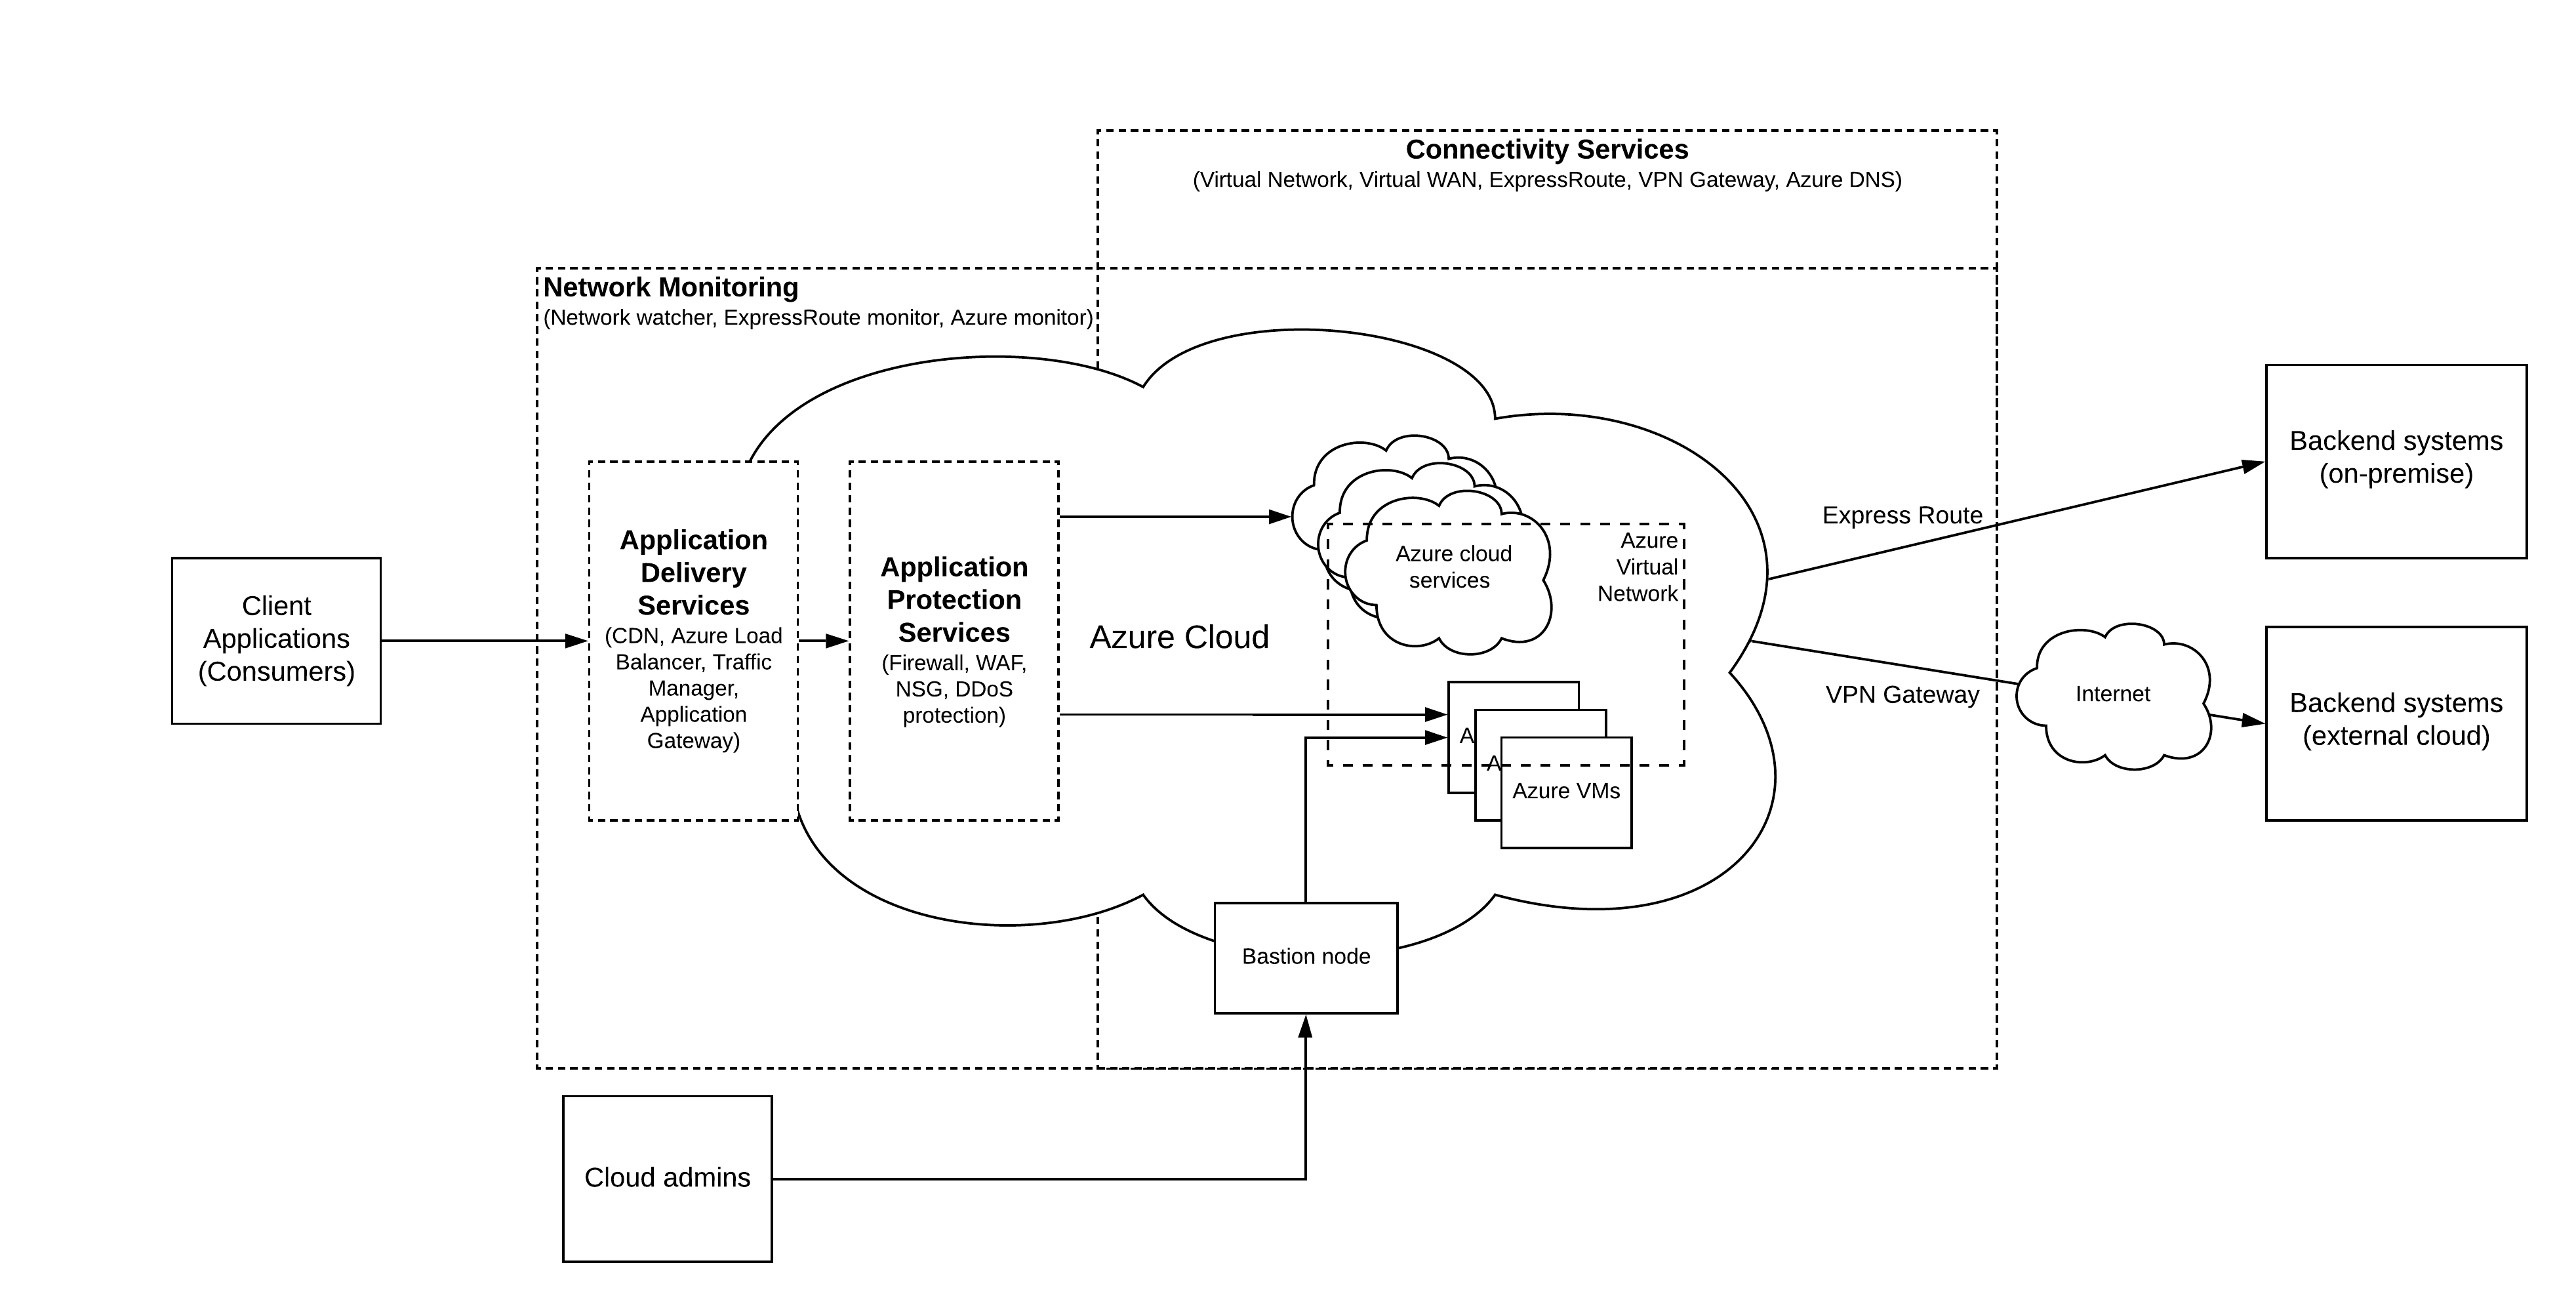 Connectivity Services
(Virtual Network, Virtual WAN, ExpressRoute, VPN Gateway, Azure DNS)
Network Monitoring
(Network watcher, ExpressRoute monitor, Azure monitor)
Client
Applications
(Consumers)
Application
Delivery
Services
(CDN, Azure Load
Balancer, Traffic
Manager,
Application
Gateway)
Application
Protection
Services
(Firewall, WAF,
NSG, DDoS
protection)
Azure Cloud
Azure cloud
services
Azure
Virtual
Network
A
A
Azure VMs
Express Route
VPN Gateway
Internet
Backend systems
(on-premise)
Backend systems
(external cloud)
Bastion node
Cloud admins